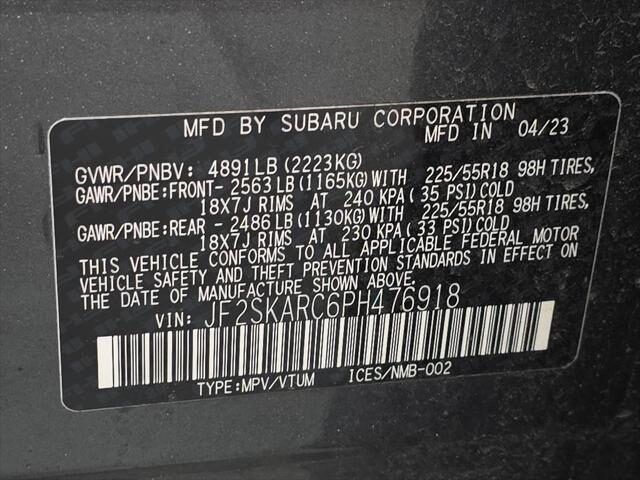 MFD BY SUBARU CORPORATION
MFD IN 04/23
GVWR/PNBV: 4891LB(2223KG)
GAWR/PNBE:FRONT- 2563LB(1165KG)WITH 225/55R18 98H TIRES,
18X7J RIMS AT 240 KPA( 35 PSI)COLD
GAWR/PNBE:REAR - 2486LB(1130KG)WITH 225/55R18 98H TIRES,
18X7J RIMS AT 230 KPA( 33 PSI)COLD
THIS VEHICLE CONFORMS TO ALL APPLICABLE FEDERAL MOTOR
VEHICLE SAFETY AND THEFT PREVENTION STANDARDS IN EFFECT ON
THE DATE OF MANUFACTURE SHOWN ABOVE.
VIN: JF2SKARC6PH476918
TYPE:MPV/VTUM ICES/NMB-002